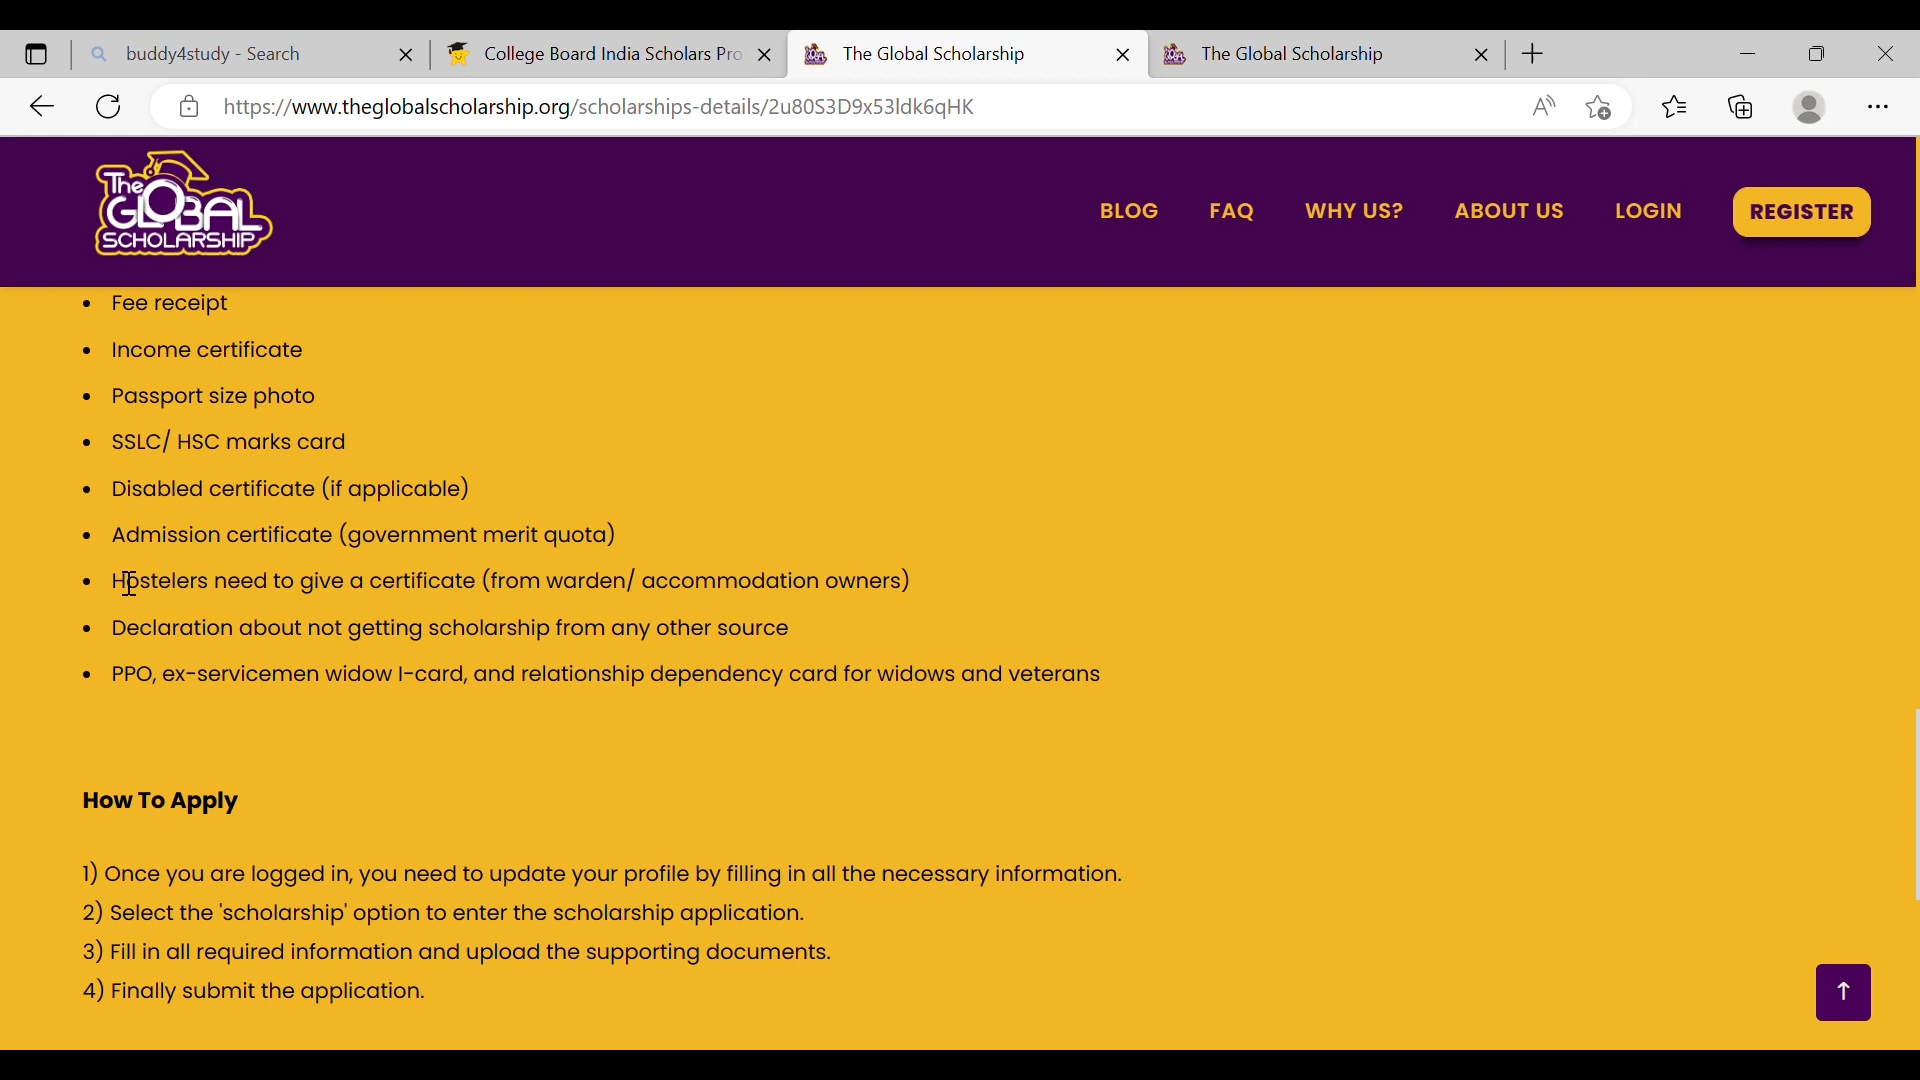 buddy4study - Search
College Board India Scholars Pro
The Global Scholarship
The Global Scholarship
https://www.theglobalscholarship.org/scholarships-details/2u80S3D9x53ldk6qHK
The
GLOBAL
SCHOLARSHIP
BLOG
FAQ
WHY US?
ABOUT US
LOGIN
REGISTER
• Fee receipt
• Income certificate
• Passport size photo
• SSLC/ HSC marks card
• Disabled certificate (if applicable)
• Admission certificate (government merit quota)
• Hostelers need to give a certificate (from warden/ accommodation owners)
• Declaration about not getting scholarship from any other source
• PPO, ex-servicemen widow I-card, and relationship dependency card for widows and veterans
How To Apply
1) Once you are logged in, you need to update your profile by filling in all the necessary information.
2) Select the 'scholarship' option to enter the scholarship application.
3) Fill in all required information and upload the supporting documents.
4) Finally submit the application.